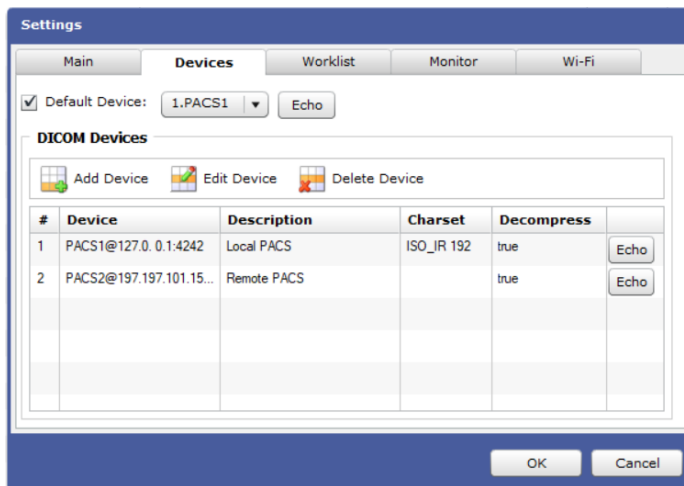 Settings
Main Devices Worklist Monitor Wi-Fi
Default Device: 1.PACS1 Echo
DICOM Devices
Add Device Edit Device Delete Device
# Device Description Charset Decompress
1 PACS1@127.0. 0.1:4242 Local PACS ISO_IR 192 true Echo
2 PACS2@197.197.101.15... Remote PACS true Echo
OK Cancel